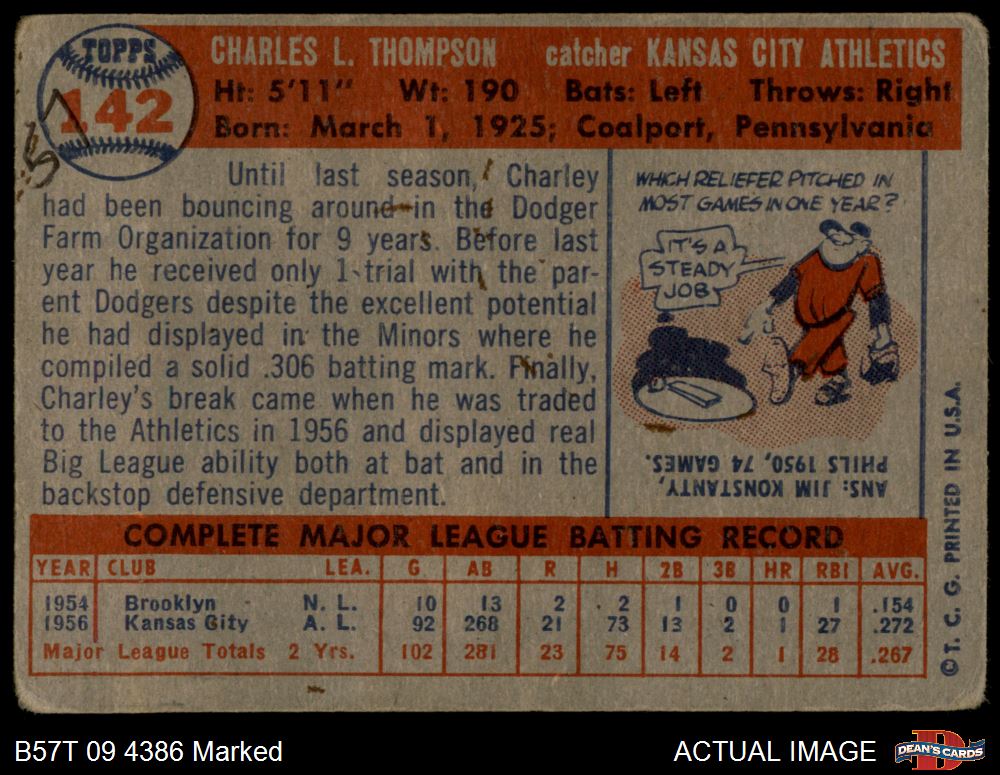 TOPPS
142
57
CHARLES L. THOMPSON catcher KANSAS CITY ATHLETICS
Ht: 5'11" Wt: 190 Bats: Left Throws: Right
Born: March 1, 1925; Coalport, Pennsylvania
Until last season, Charley
had been bouncing around in the Dodger
Farm Organization for 9 years. Before last
year he received only 1 trial with the par-
ent Dodgers despite the excellent potential
he had displayed in the Minors where he
compiled a solid .306 batting mark. Finally,
Charley's break came when he was traded
to the Athletics in 1956 and displayed real
Big League ability both at bat and in the
backstop defensive department.
WHICH RELIEFER PITCHED IN
MOST GAMES IN ONE YEAR?
IT'S A
STEADY
JOB
ANS: JIM KONSTANTY,
PHILS 1950, 74 GAMES.
COMPLETE MAJOR LEAGUE BATTING RECORD
YEAR CLUB LEA. G AB R H 2B 3B HR RBI AVG.
1954 Brooklyn N. L. 10 13 2 2 1 0 0 1 .154
1956 Kansas City A. L. 92 268 21 73 13 2 1 27 .272
Major League Totals 2 Yrs. 102 281 23 75 14 2 1 28 .267
© T. C. G. PRINTED IN U.S.A.
B57T 09 4386 Marked
ACTUAL IMAGE
DEAN'S CARDS